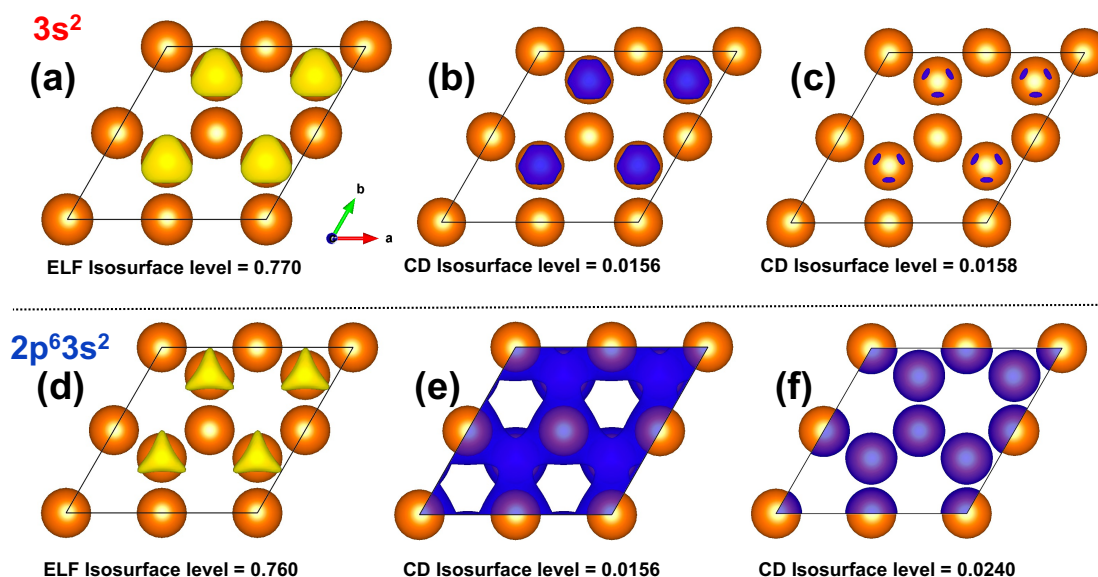 3s²
(a)
(b)
(c)
b
a
ELF Isosurface level = 0.770
CD Isosurface level = 0.0156
CD Isosurface level = 0.0158
2p⁶3s²
(d)
(e)
(f)
ELF Isosurface level = 0.760
CD Isosurface level = 0.0156
CD Isosurface level = 0.0240